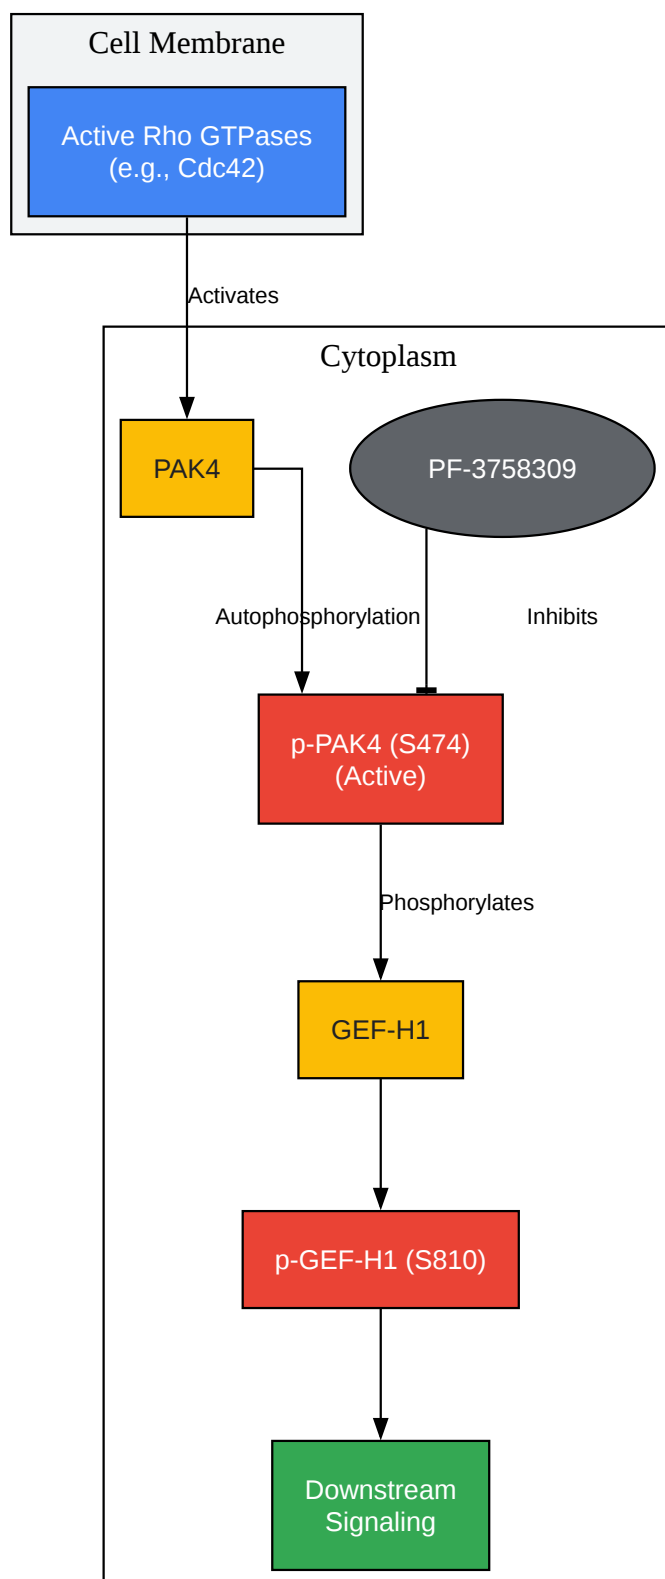 Cell Membrane
Active Rho GTPases
(e.g., Cdc42)
Activates
Cytoplasm
PAK4
PF-3758309
Autophosphorylation
Inhibits
p-PAK4 (S474)
(Active)
Phosphorylates
GEF-H1
p-GEF-H1 (S810)
Downstream
Signaling